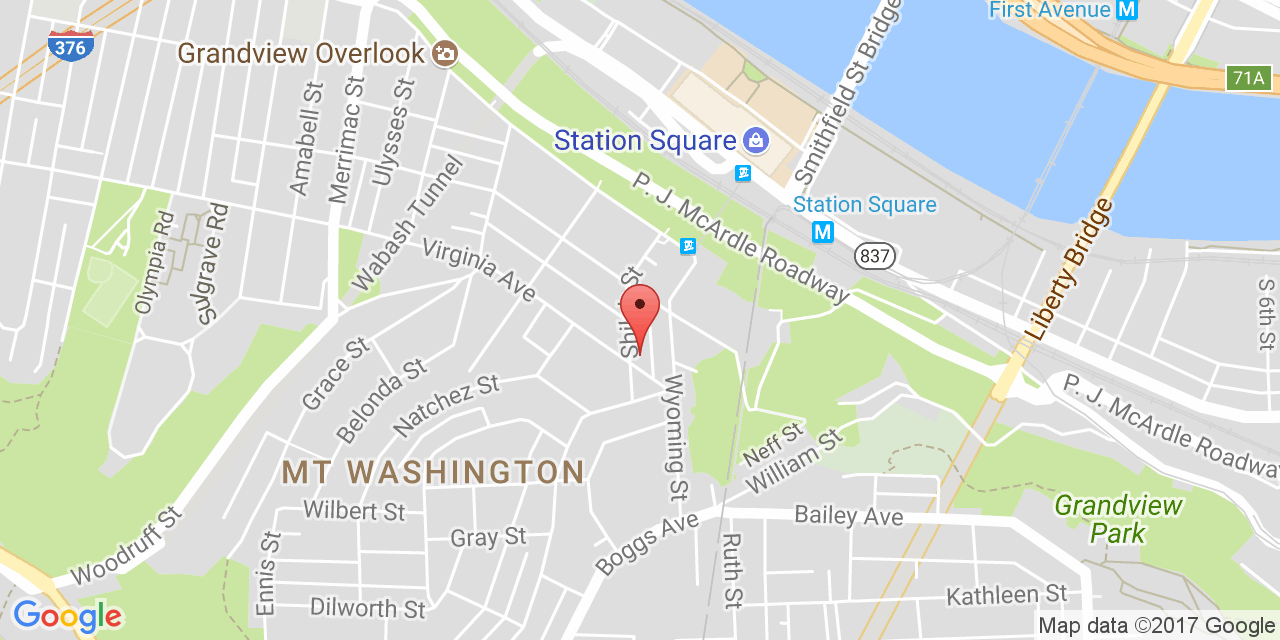 First Avenue M
376
Grandview Overlook
71A
Smithfield St Bridge
Amabell St
Merrimac St
Ulysses St
Station Square
P. J. McArdle Roadway
Station Square
M
Wabash Tunnel
Olympia Rd
Sulgrave Rd
Virginia Ave
837
Liberty Bridge
S 6th St
Shil
St
Grace St
Belonda St
Natchez St
Wyoming St
P. J. McArdle Roadway
Neff St
William St
MT WASHINGTON
Wilbert St
Gray St
Boggs Ave
Bailey Ave
Grandview
Park
Woodruff St
Ennis St
Ruth St
Dilworth St
Kathleen St
Google
Map data ©2017 Google